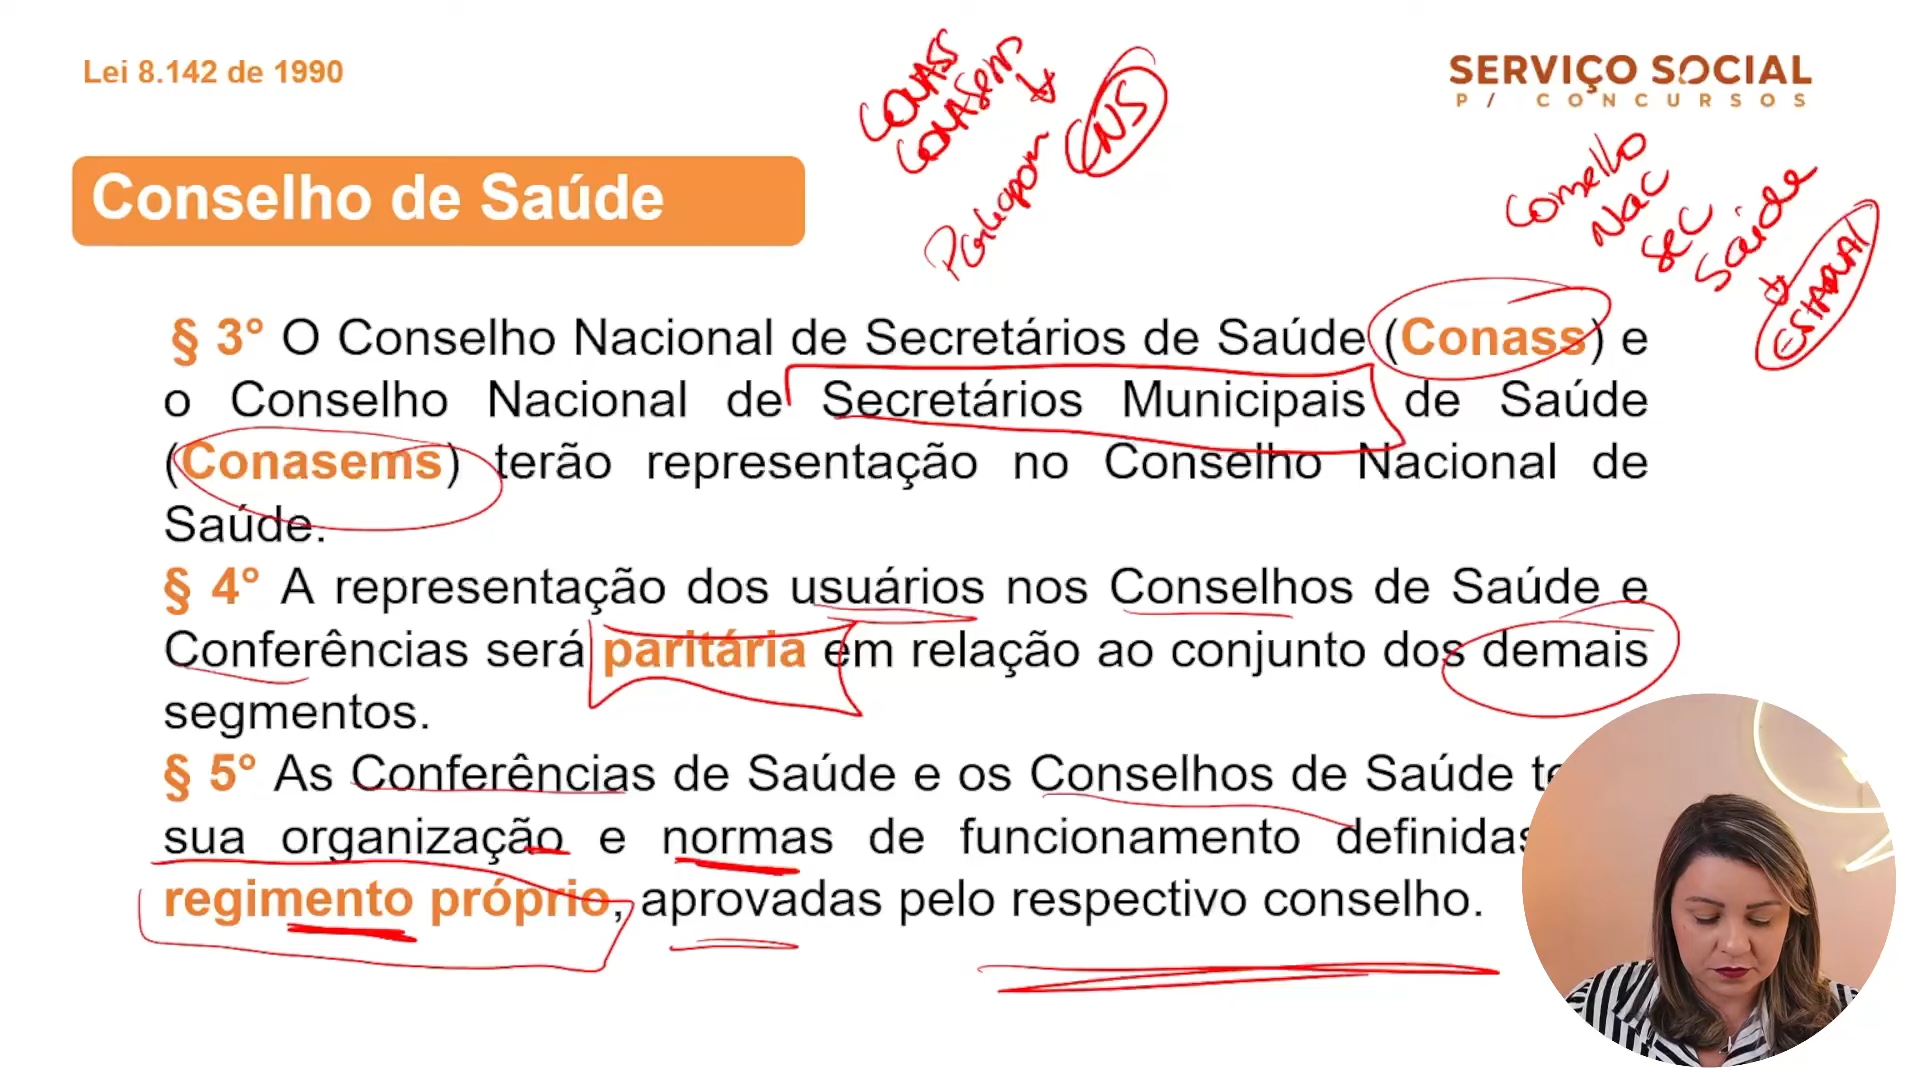 Lei 8.142 de 1990
SERVIÇO SOCIAL
P/ CONCURSOS
CONASS
CONASems
Participam
CNS
Conselho
Nac
Sec
Saúde
ESTADUAL
Conselho de Saúde
§ 3° O Conselho Nacional de Secretários de Saúde (Conass) e
o Conselho Nacional de Secretários Municipais de Saúde
(Conasems) terão representação no Conselho Nacional de
Saúde.
§ 4° A representação dos usuários nos Conselhos de Saúde e
Conferências será paritária em relação ao conjunto dos demais
segmentos.
§ 5° As Conferências de Saúde e os Conselhos de Saúde
sua organização e normas de funcionamento definidas
regimento próprio, aprovadas pelo respectivo conselho.